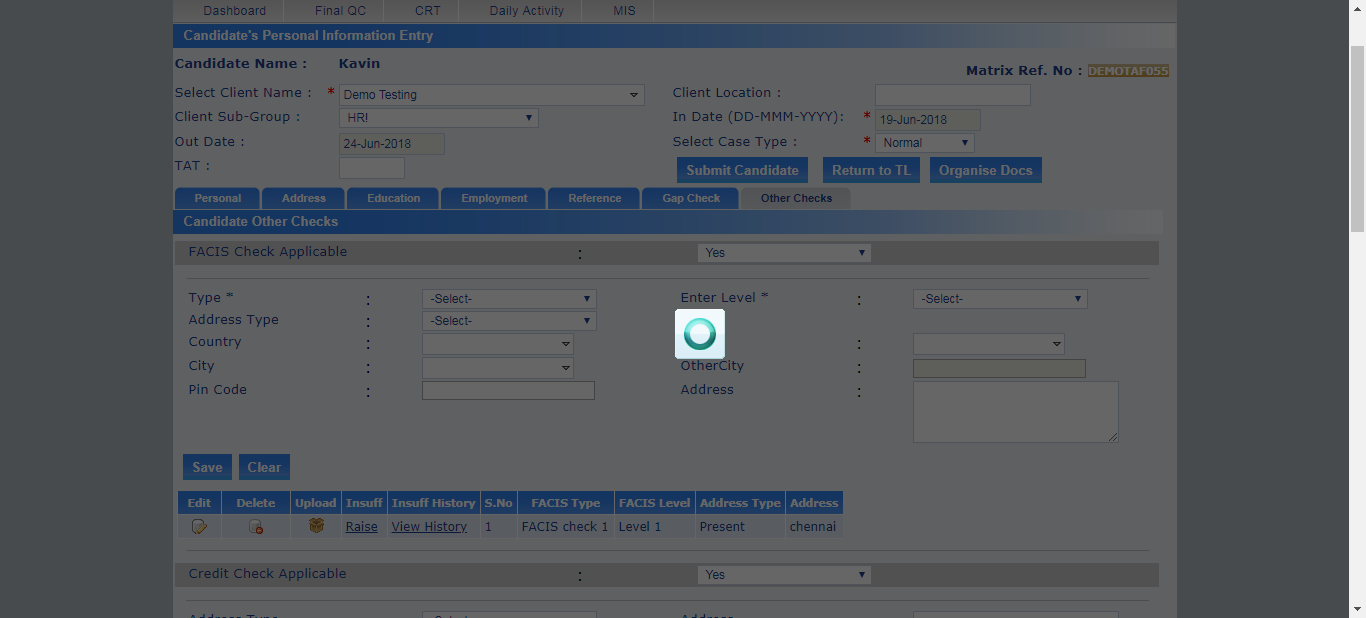 Dashboard Final QC CRT Daily Activity MIS
Candidate's Personal Information Entry
Candidate Name : Kavin
Matrix Ref. No : DEMOTAF055
Select Client Name : * Demo Testing Client Location :
Client Sub-Group : HR! In Date (DD-MMM-YYYY): * 19-Jun-2018
Out Date : 24-Jun-2018 Select Case Type : * Normal
TAT :
Submit Candidate Return to TL Organise Docs
Personal Address Education Employment Reference Gap Check Other Checks
Candidate Other Checks
FACIS Check Applicable : Yes
Type * : -Select- Enter Level * : -Select-
Address Type : -Select-
Country : :
City : OtherCity :
Pin Code : Address :
Save Clear
Edit Delete Upload Insuff Insuff History S.No FACIS Type FACIS Level Address Type Address
Raise View History 1 FACIS check 1 Level 1 Present chennai
Credit Check Applicable : Yes
Address Type -Select- Address